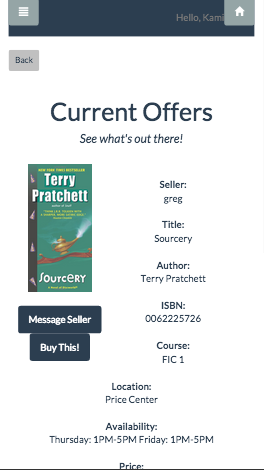 Hello, Kami
Back
Current Offers
See what's out there!
NEW YORK TIMES BESTSELLER
Terry
Pratchett
SOURCERY
Message Seller
Buy This!
Seller:
greg
Title:
Sourcery
Author:
Terry Pratchett
ISBN:
0062225726
Course:
FIC 1
Location:
Price Center
Availability:
Thursday: 1PM-5PM Friday: 1PM-5PM
Price: